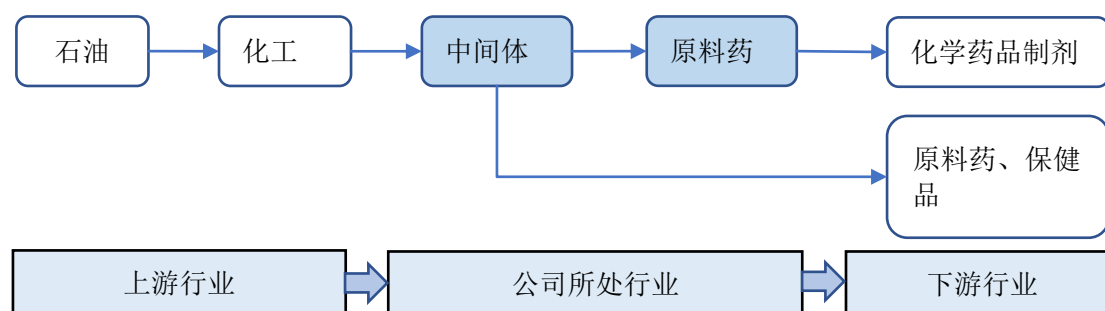 石油
化工
中间体
原料药
化学药品制剂
原料药、保健
品
上游行业
公司所处行业
下游行业